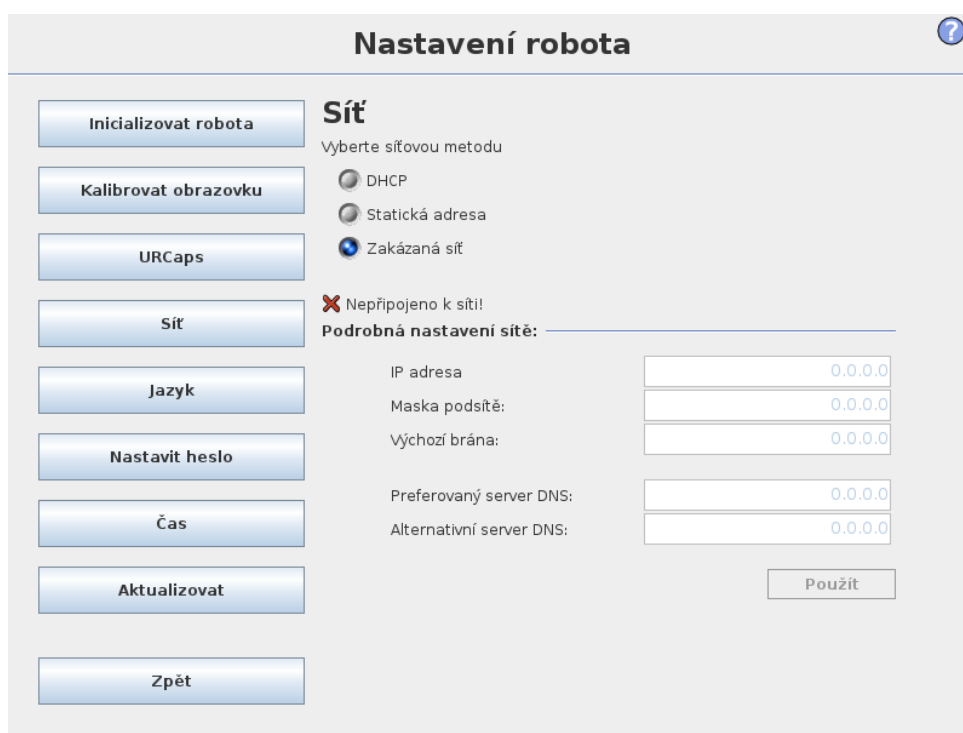 Nastavení robota
?
Inicializovat robota
Kalibrovat obrazovku
URCaps
Síť
Jazyk
Nastavit heslo
Čas
Aktualizovat
Zpět
Síť
Vyberte síťovou metodu
DHCP
Statická adresa
Zakázaná síť
Nepřipojeno k síti!
Podrobná nastavení sítě:
IP adresa 0.0.0.0
Maska podsítě: 0.0.0.0
Výchozí brána: 0.0.0.0
Preferovaný server DNS: 0.0.0.0
Alternativní server DNS: 0.0.0.0
Použít